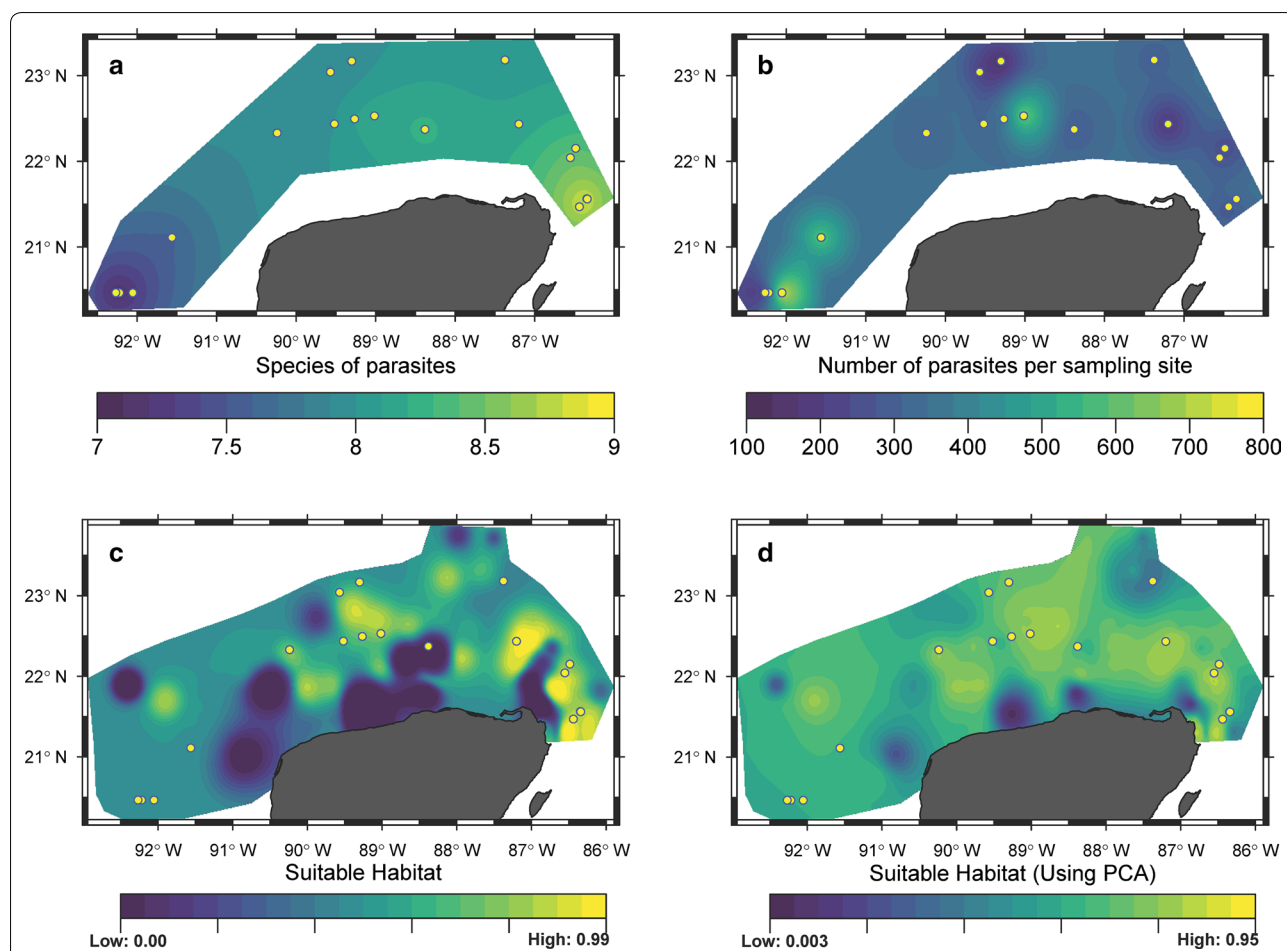 a
23° N
22° N
21° N
92° W 91° W 90° W 89° W 88° W 87° W
Species of parasites
7 7.5 8 8.5 9
b
23° N
22° N
21° N
92° W 91° W 90° W 89° W 88° W 87° W
Number of parasites per sampling site
100 200 300 400 500 600 700 800
c
23° N
22° N
21° N
92° W 91° W 90° W 89° W 88° W 87° W 86° W
Suitable Habitat
Low: 0.00 High: 0.99
d
23° N
22° N
21° N
92° W 91° W 90° W 89° W 88° W 87° W 86° W
Suitable Habitat (Using PCA)
Low: 0.003 High: 0.95